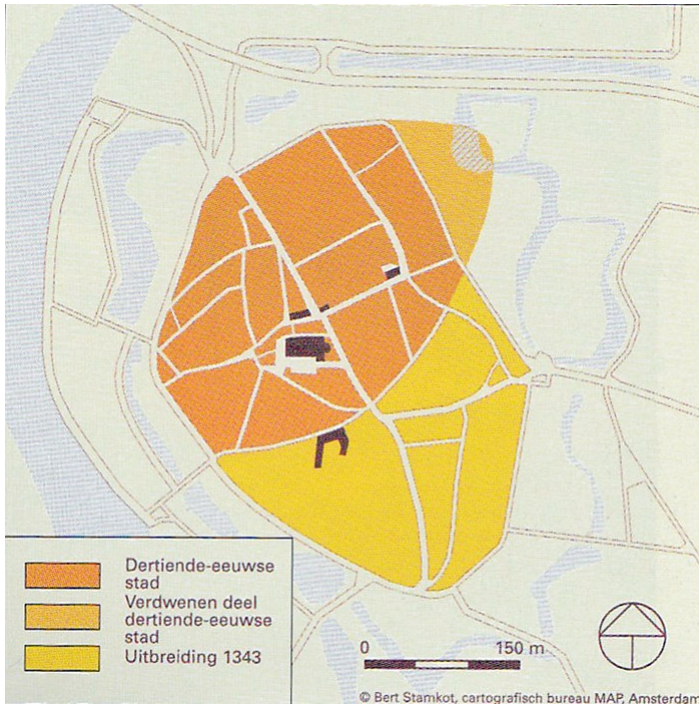 Dertiende-eeuwse
stad
Verdwenen deel
dertiende-eeuwse
stad
Uitbreiding 1343
0 150 m
© Bert Stamkot, cartografisch bureau MAP, Amsterdam